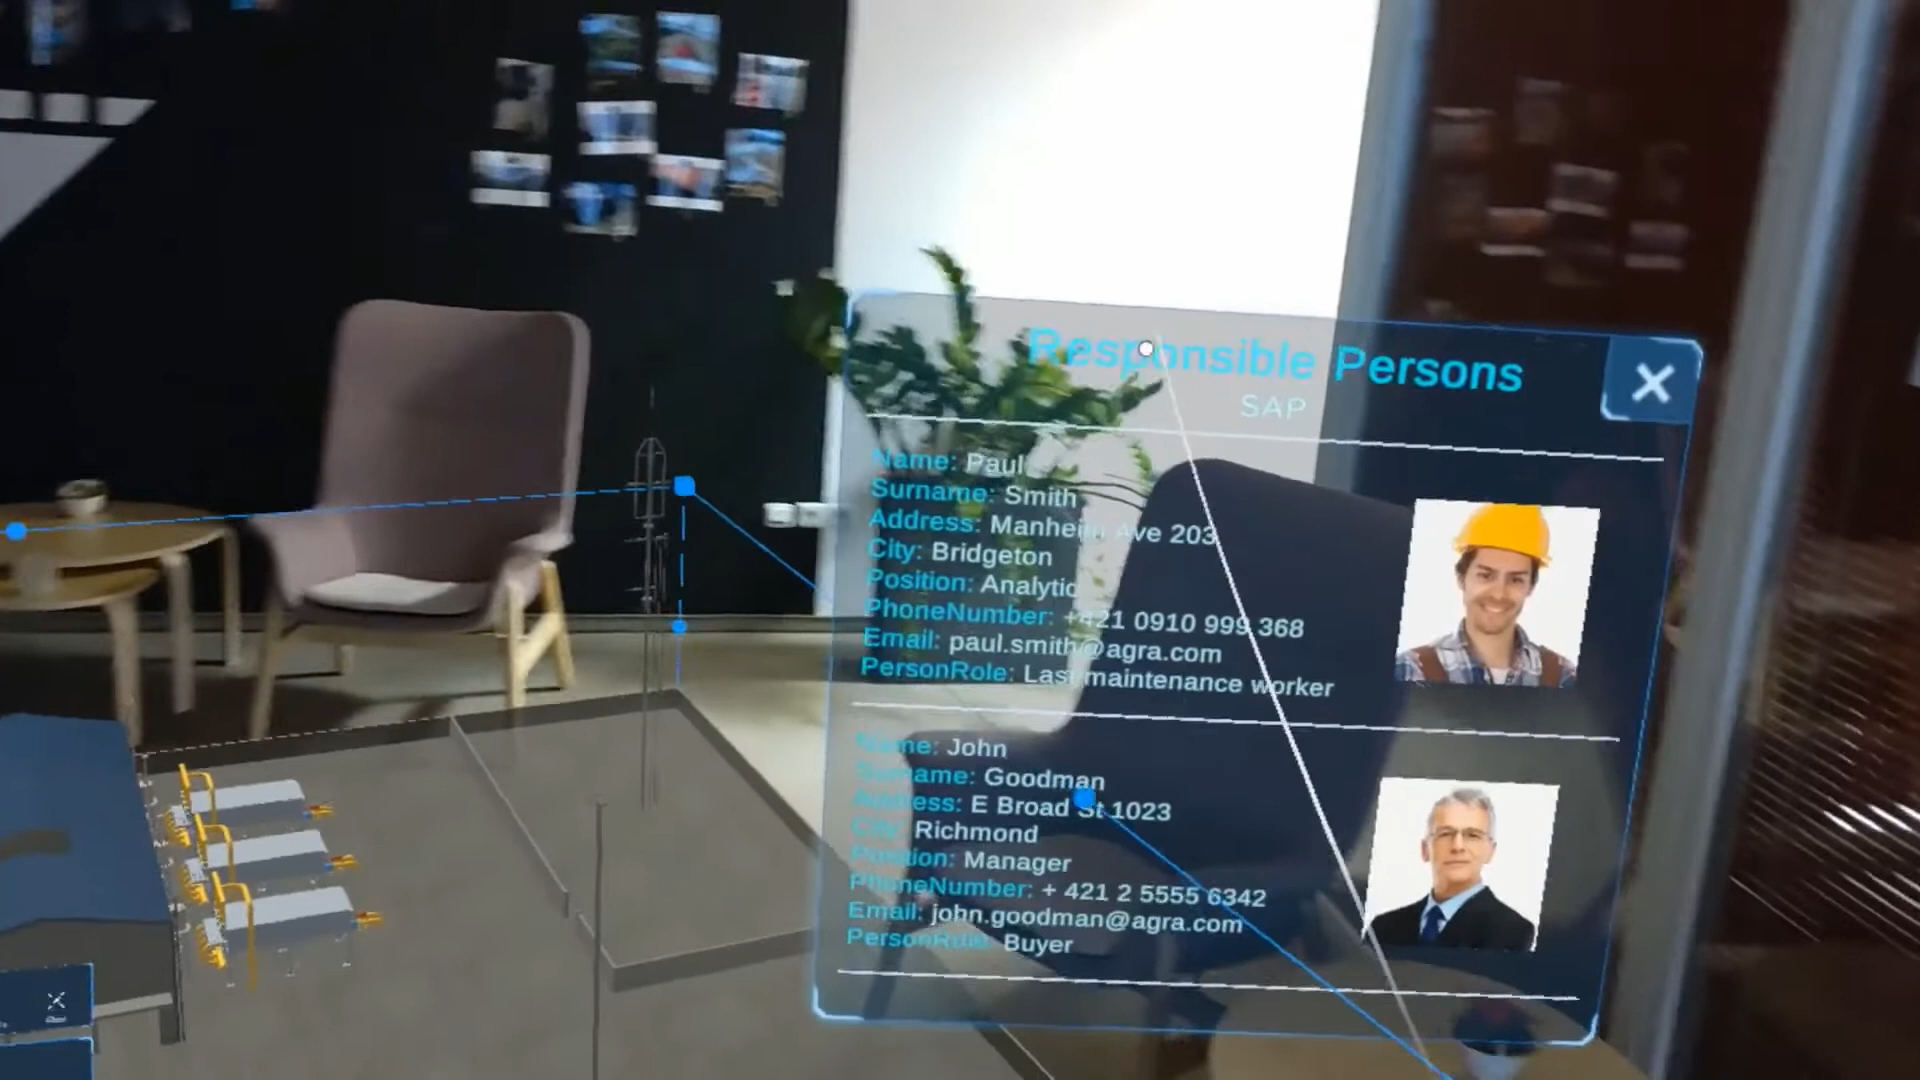 Responsible Persons
SAP
Name: Paul
Surname: Smith
Address: Manheim Ave 203
City: Bridgeton
Position: Analytic
PhoneNumber: +421 0910 999 368
Email: paul.smith@agra.com
PersonRole: Last maintenance worker
Name: John
Surname: Goodman
Address: E Broad St 1023
City: Richmond
Position: Manager
PhoneNumber: + 421 2 5555 6342
Email: john.goodman@agra.com
PersonRole: Buyer